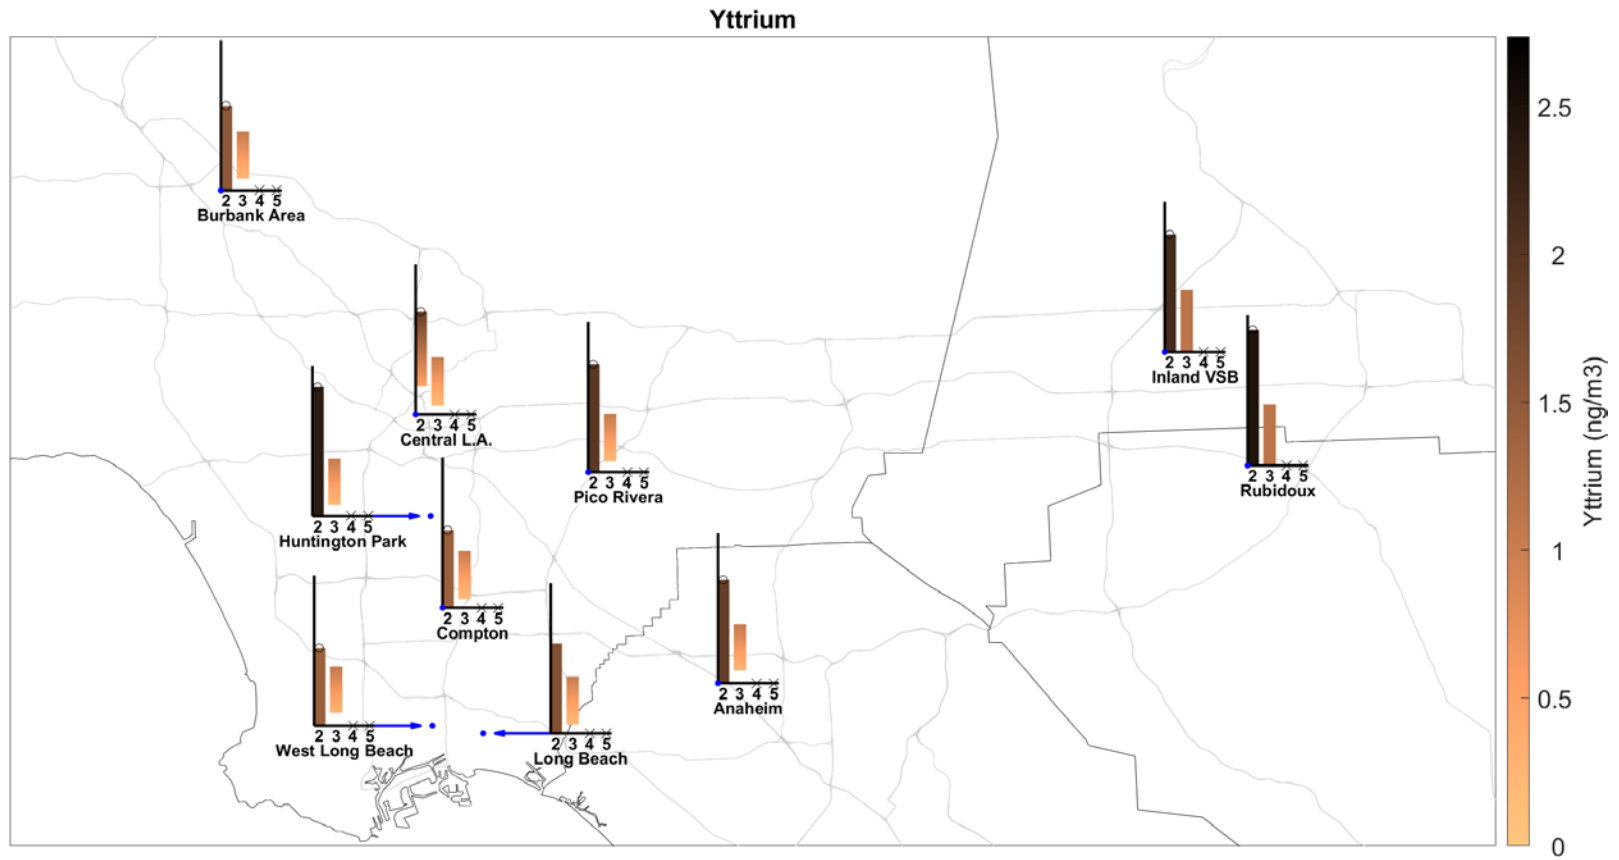 Yttrium
2 3 4 5
Burbank Area
2 3 4 5
Central L.A.
2 3 4 5
Huntington Park
2 3 4 5
Pico Rivera
2 3 4 5
Inland VSB
2 3 4 5
Rubidoux
2 3 4 5
Compton
2 3 4 5
West Long Beach
2 3 4 5
Long Beach
2 3 4 5
Anaheim
2.5
2
1.5
1
0.5
0
Yttrium (ng/m3)